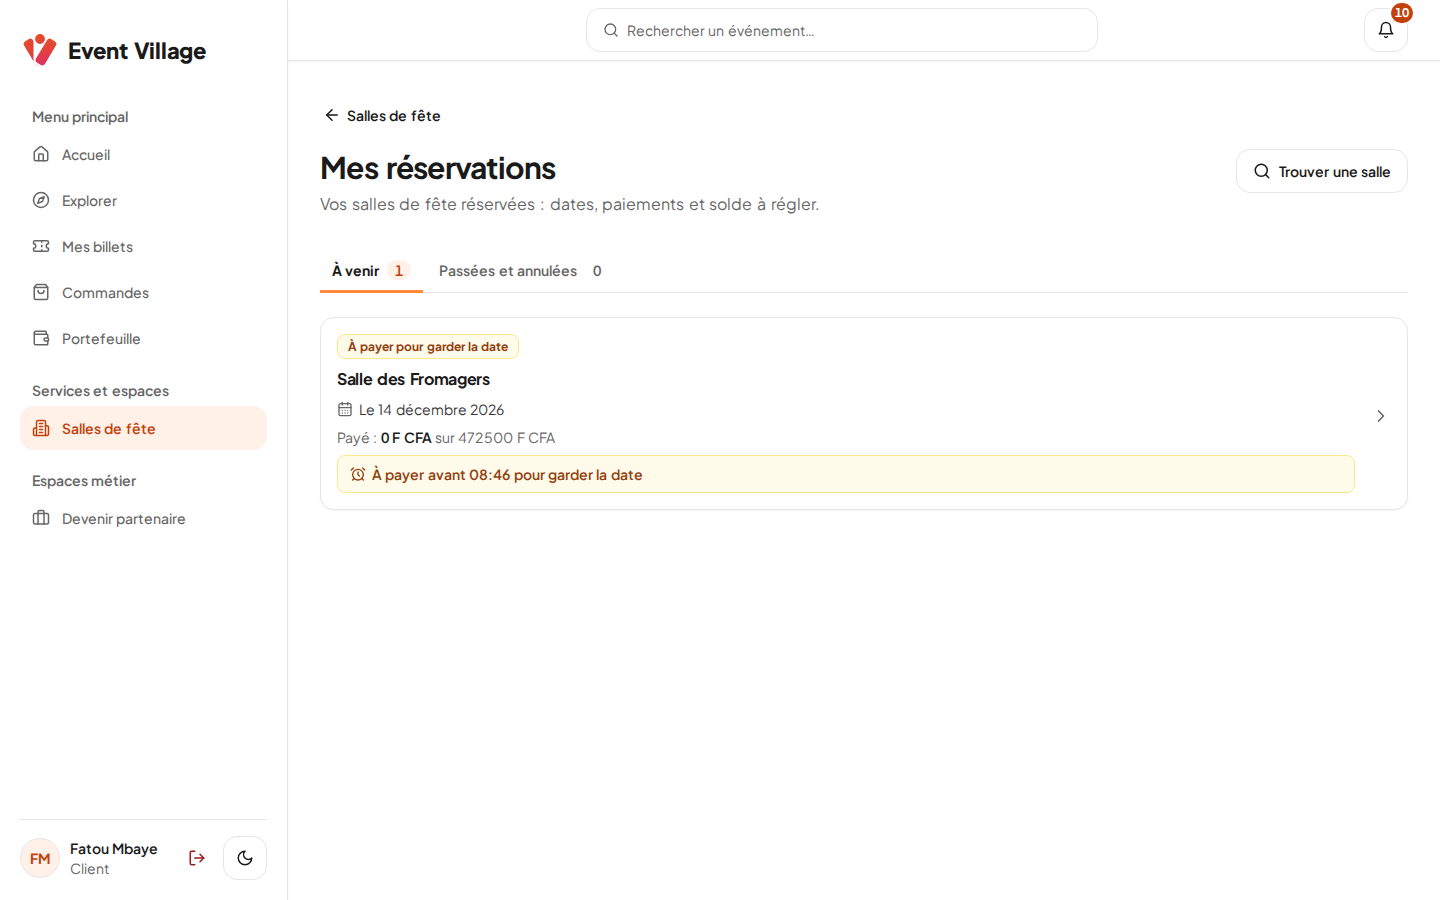 Event Village
Rechercher un événement...
10
Menu principal
Accueil
Explorer
Mes billets
Commandes
Portefeuille
Services et espaces
Salles de fête
Espaces métier
Devenir partenaire
FM
Fatou Mbaye
Client
Salles de fête
Mes réservations
Trouver une salle
Vos salles de fête réservées : dates, paiements et solde à régler.
À venir 1 Passées et annulées 0
À payer pour garder la date
Salle des Fromagers
Le 14 décembre 2026
Payé : 0 F CFA sur 472500 F CFA
À payer avant 08:46 pour garder la date